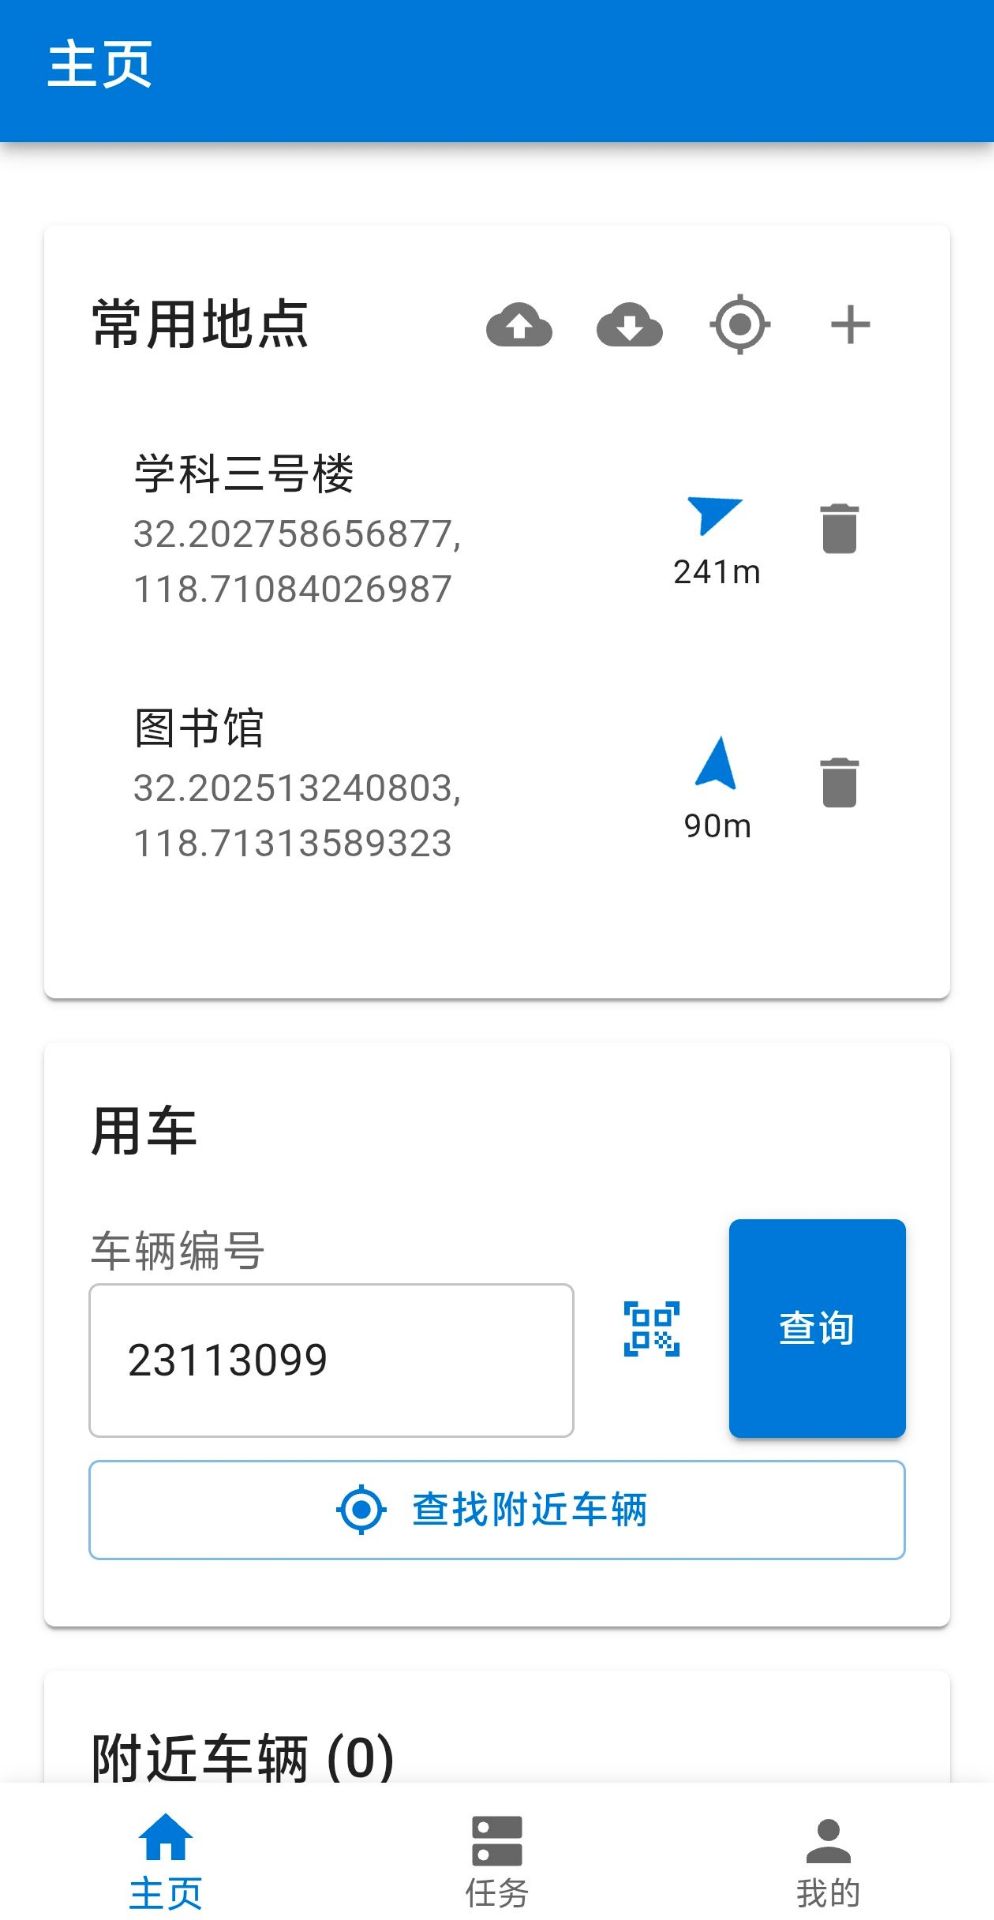 主页
常用地点
学科三号楼
32.202758656877,
118.71084026987
241m
图书馆
32.202513240803,
118.71313589323
90m
用车
车辆编号
23113099
查询
查找附近车辆
附近车辆 (0)
主页
任务
我的